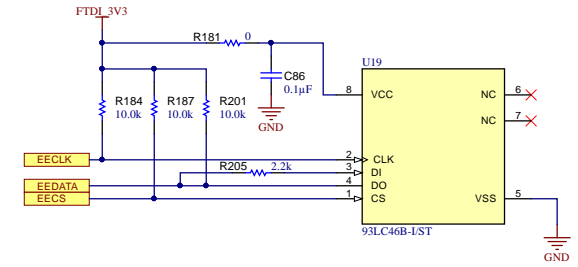 FTDI_3V3
R181 0
U19
C86
0.1µF
GND
R184
10.0k
R187
10.0k
R201
10.0k
8 VCC
NC 6
NC 7
EECLK
2 CLK
R205 2.2k
3 DI
EEDATA
4 DO
EECS
1 CS
VSS 5
93LC46B-I/ST
GND